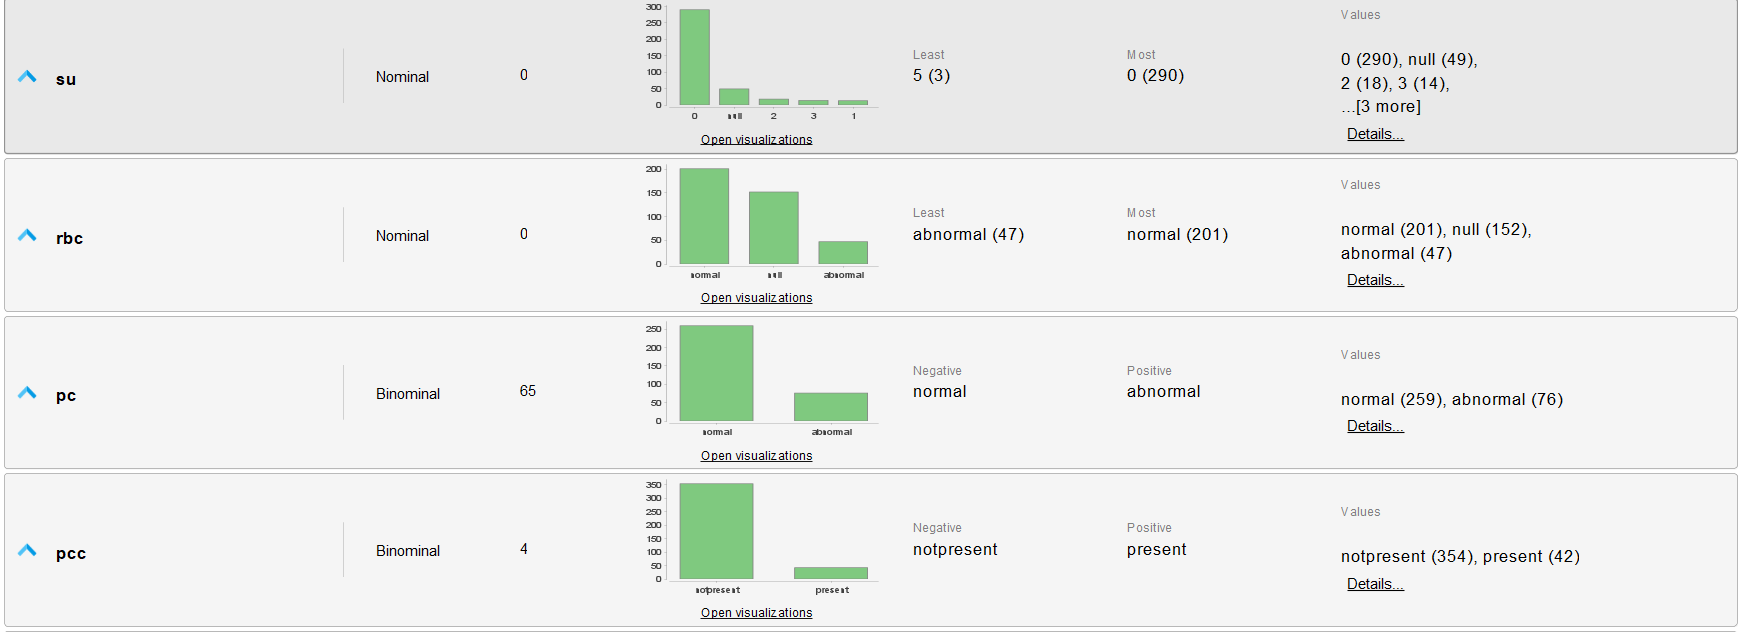 su
Nominal
0
300
250
200
150
100
50
0
0 null 2 3 1
Open visualizations
Least
5 (3)
Most
0 (290)
Values
0 (290), null (49),
2 (18), 3 (14),
...[3 more]
Details...
rbc
Nominal
0
200
150
100
50
0
normal null abnormal
Open visualizations
Least
abnormal (47)
Most
normal (201)
Values
normal (201), null (152),
abnormal (47)
Details...
pc
Binominal
65
250
200
150
100
50
0
normal abnormal
Open visualizations
Negative
normal
Positive
abnormal
Values
normal (259), abnormal (76)
Details...
pcc
Binominal
4
350
300
250
200
150
100
50
0
notpresent present
Open visualizations
Negative
notpresent
Positive
present
Values
notpresent (354), present (42)
Details...